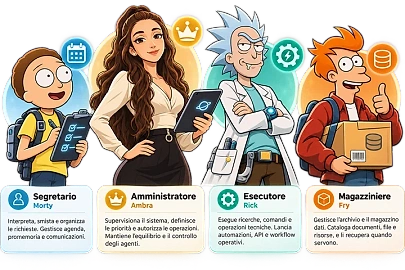 Segretario
Morty
Interpreta, smista e organizza
le richieste. Gestisce agenda,
promemoria e comunicazioni.
Amministratore
Ambra
Supervisiona il sistema, definisce
le priorità e autorizza le operazioni.
Mantiene l'equilibrio e il controllo
degli agenti.
Esecutore
Rick
Esegue ricerche, comandi e
operazioni tecniche. Lancia
automazioni, API e workflow
operativi.
Magazziniere
Fry
Gestisce l'archivio e il magazzino
dati. Cataloga documenti, file e
risorse, e li recupera quando
servono.